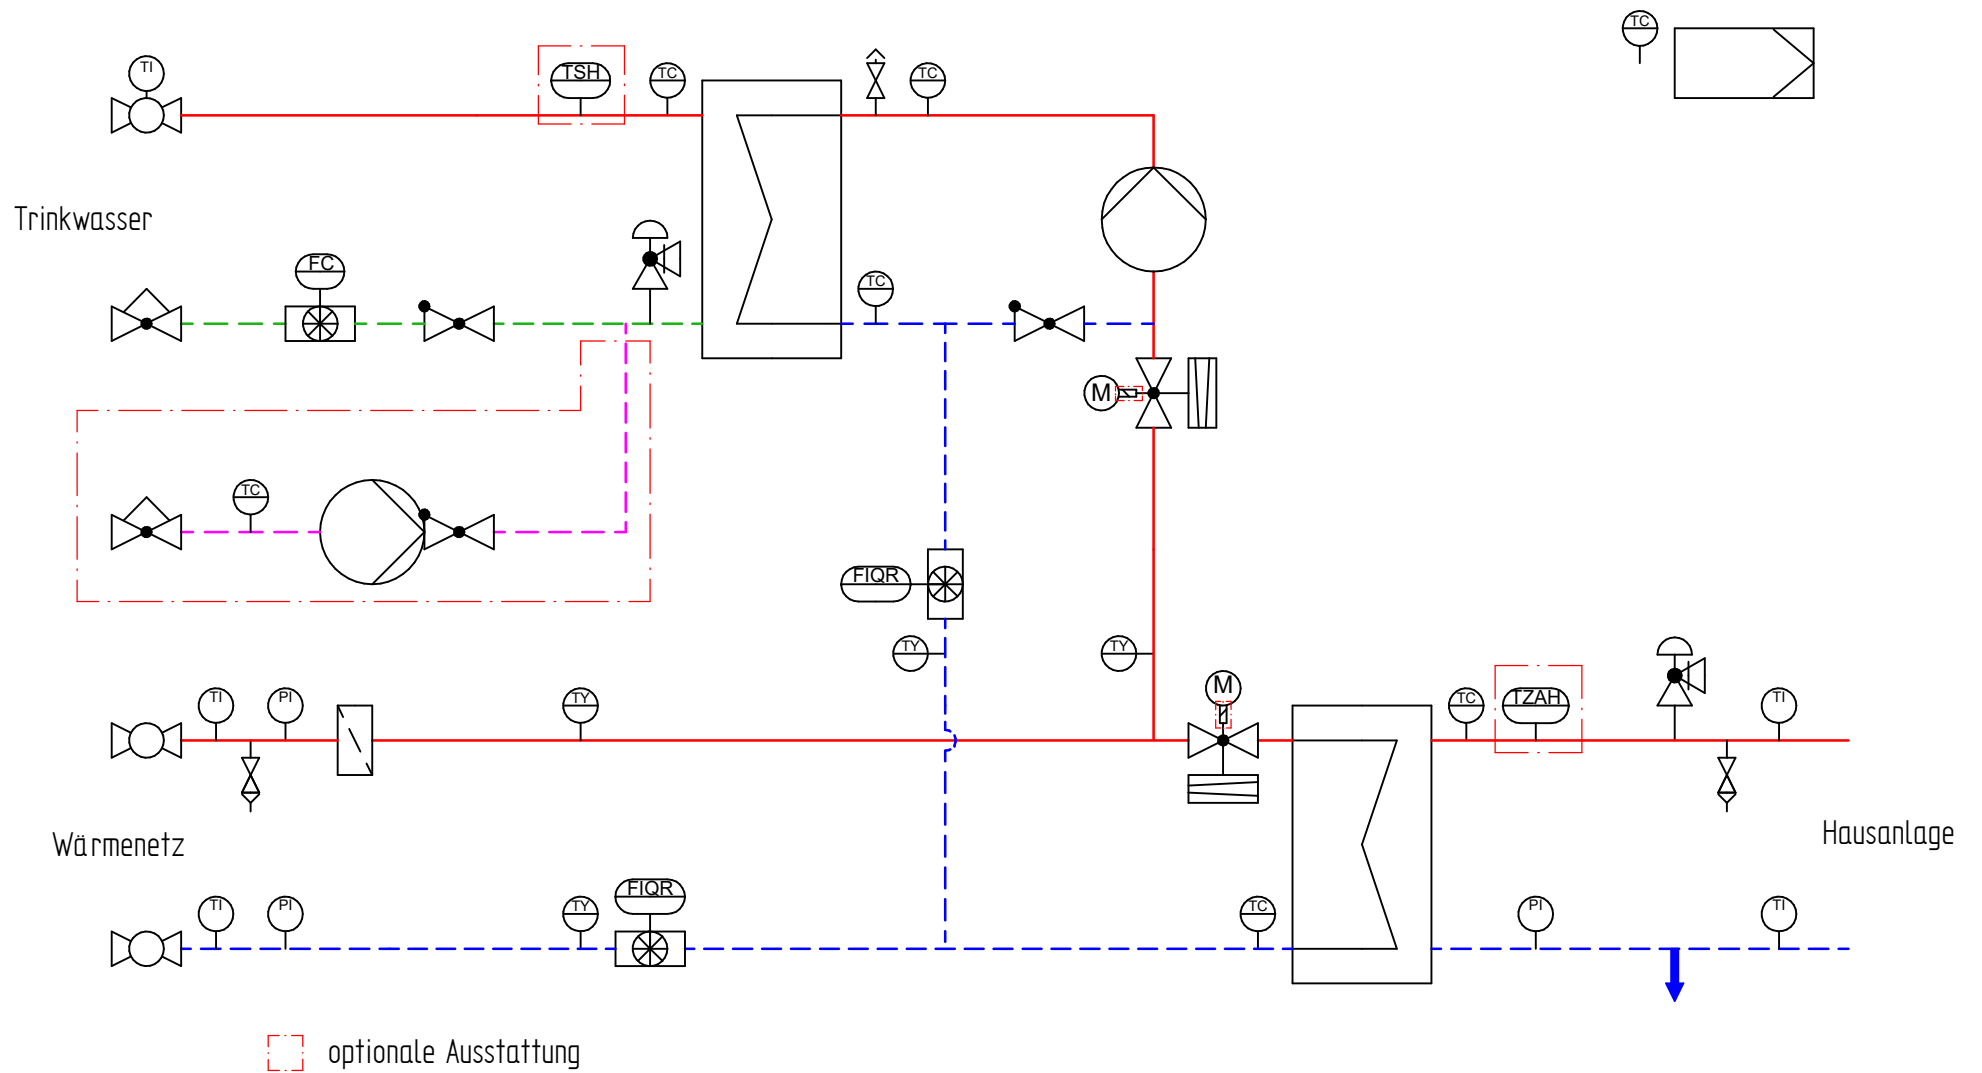 TC
TI
TSH
TC
TC
Trinkwasser
FC
TC
M
TC
FIQR
TY
TY
TI
PI
TY
M
TC
TZAH
TI
Wärmenetz
Hausanlage
TI
PI
TY
FIQR
TC
PI
TI
optionale Ausstattung